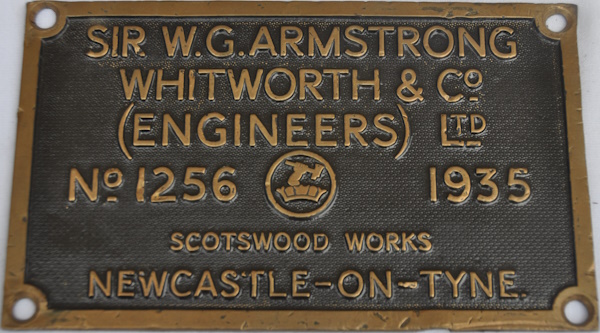 SIR W.G. ARMSTRONG
WHITWORTH & Co
(ENGINEERS) LTD
No 1256 1935
SCOTSWOOD WORKS
NEWCASTLE-ON-TYNE.